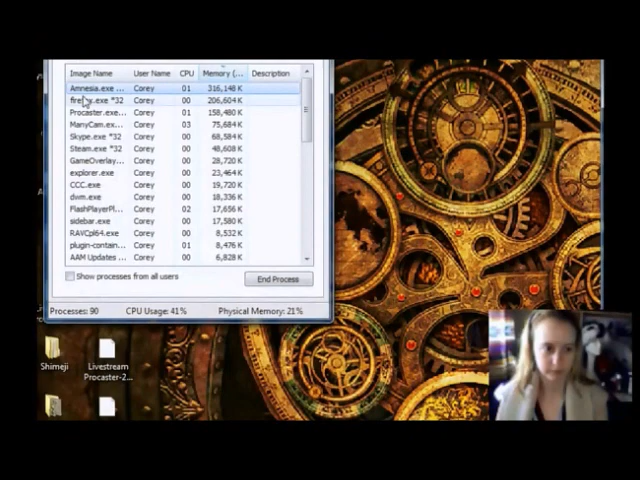 Image Name User Name CPU Memory (... Description
Amnesia.exe ... Corey 01 316,148 K
firefox.exe *32 Corey 00 206,604 K
Procaster.exe... Corey 01 158,480 K
ManyCam.ex... Corey 03 75,684 K
Skype.exe *32 Corey 00 68,584 K
Steam.exe *32 Corey 00 48,608 K
GameOverlay... Corey 00 28,720 K
explorer.exe Corey 00 23,464 K
CCC.exe Corey 00 19,720 K
dwm.exe Corey 00 18,336 K
FlashPlayerPl... Corey 02 17,656 K
sidebar.exe Corey 00 17,580 K
RAVCpl64.exe Corey 00 8,532 K
plugin-contain... Corey 01 8,476 K
AAM Updates ... Corey 00 6,828 K
Show processes from all users
End Process
Processes: 90 CPU Usage: 41% Physical Memory: 21%
Shimeji
Livestream
Procaster-2...